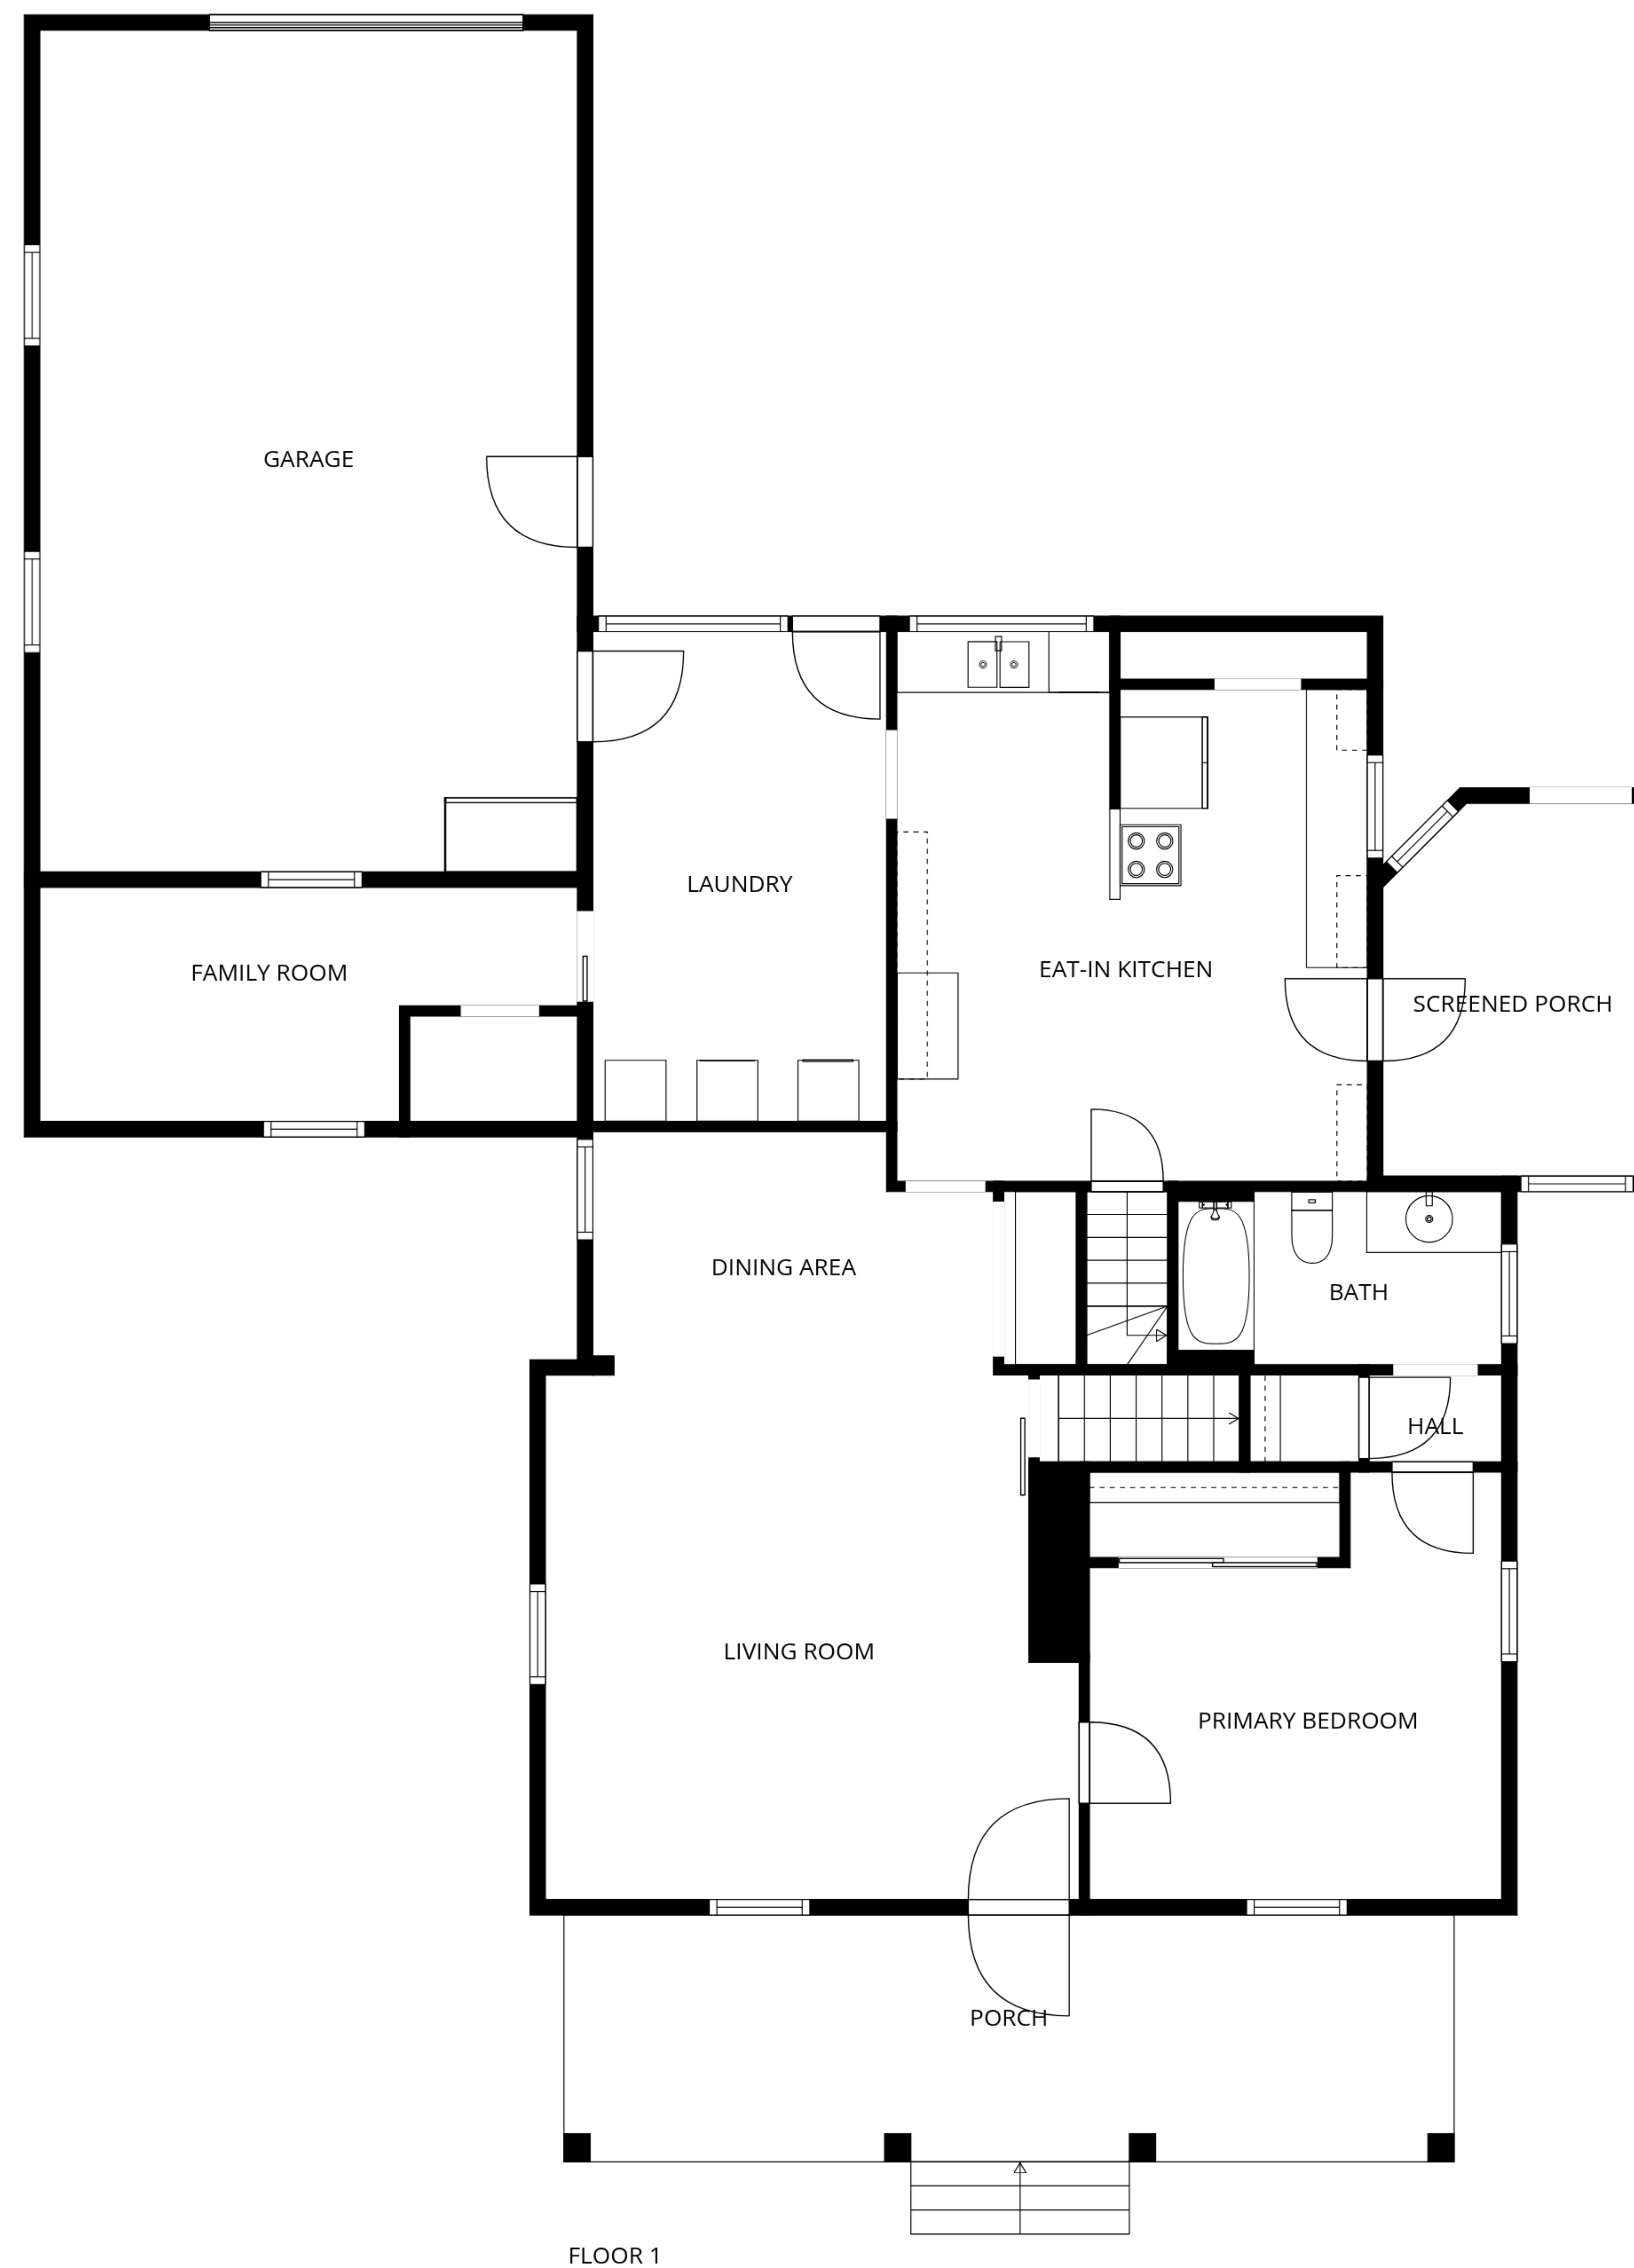 GARAGE
LAUNDRY
FAMILY ROOM
EAT-IN KITCHEN
SCREENED PORCH
DINING AREA
BATH
HALL
LIVING ROOM
PRIMARY BEDROOM
PORCH
FLOOR 1